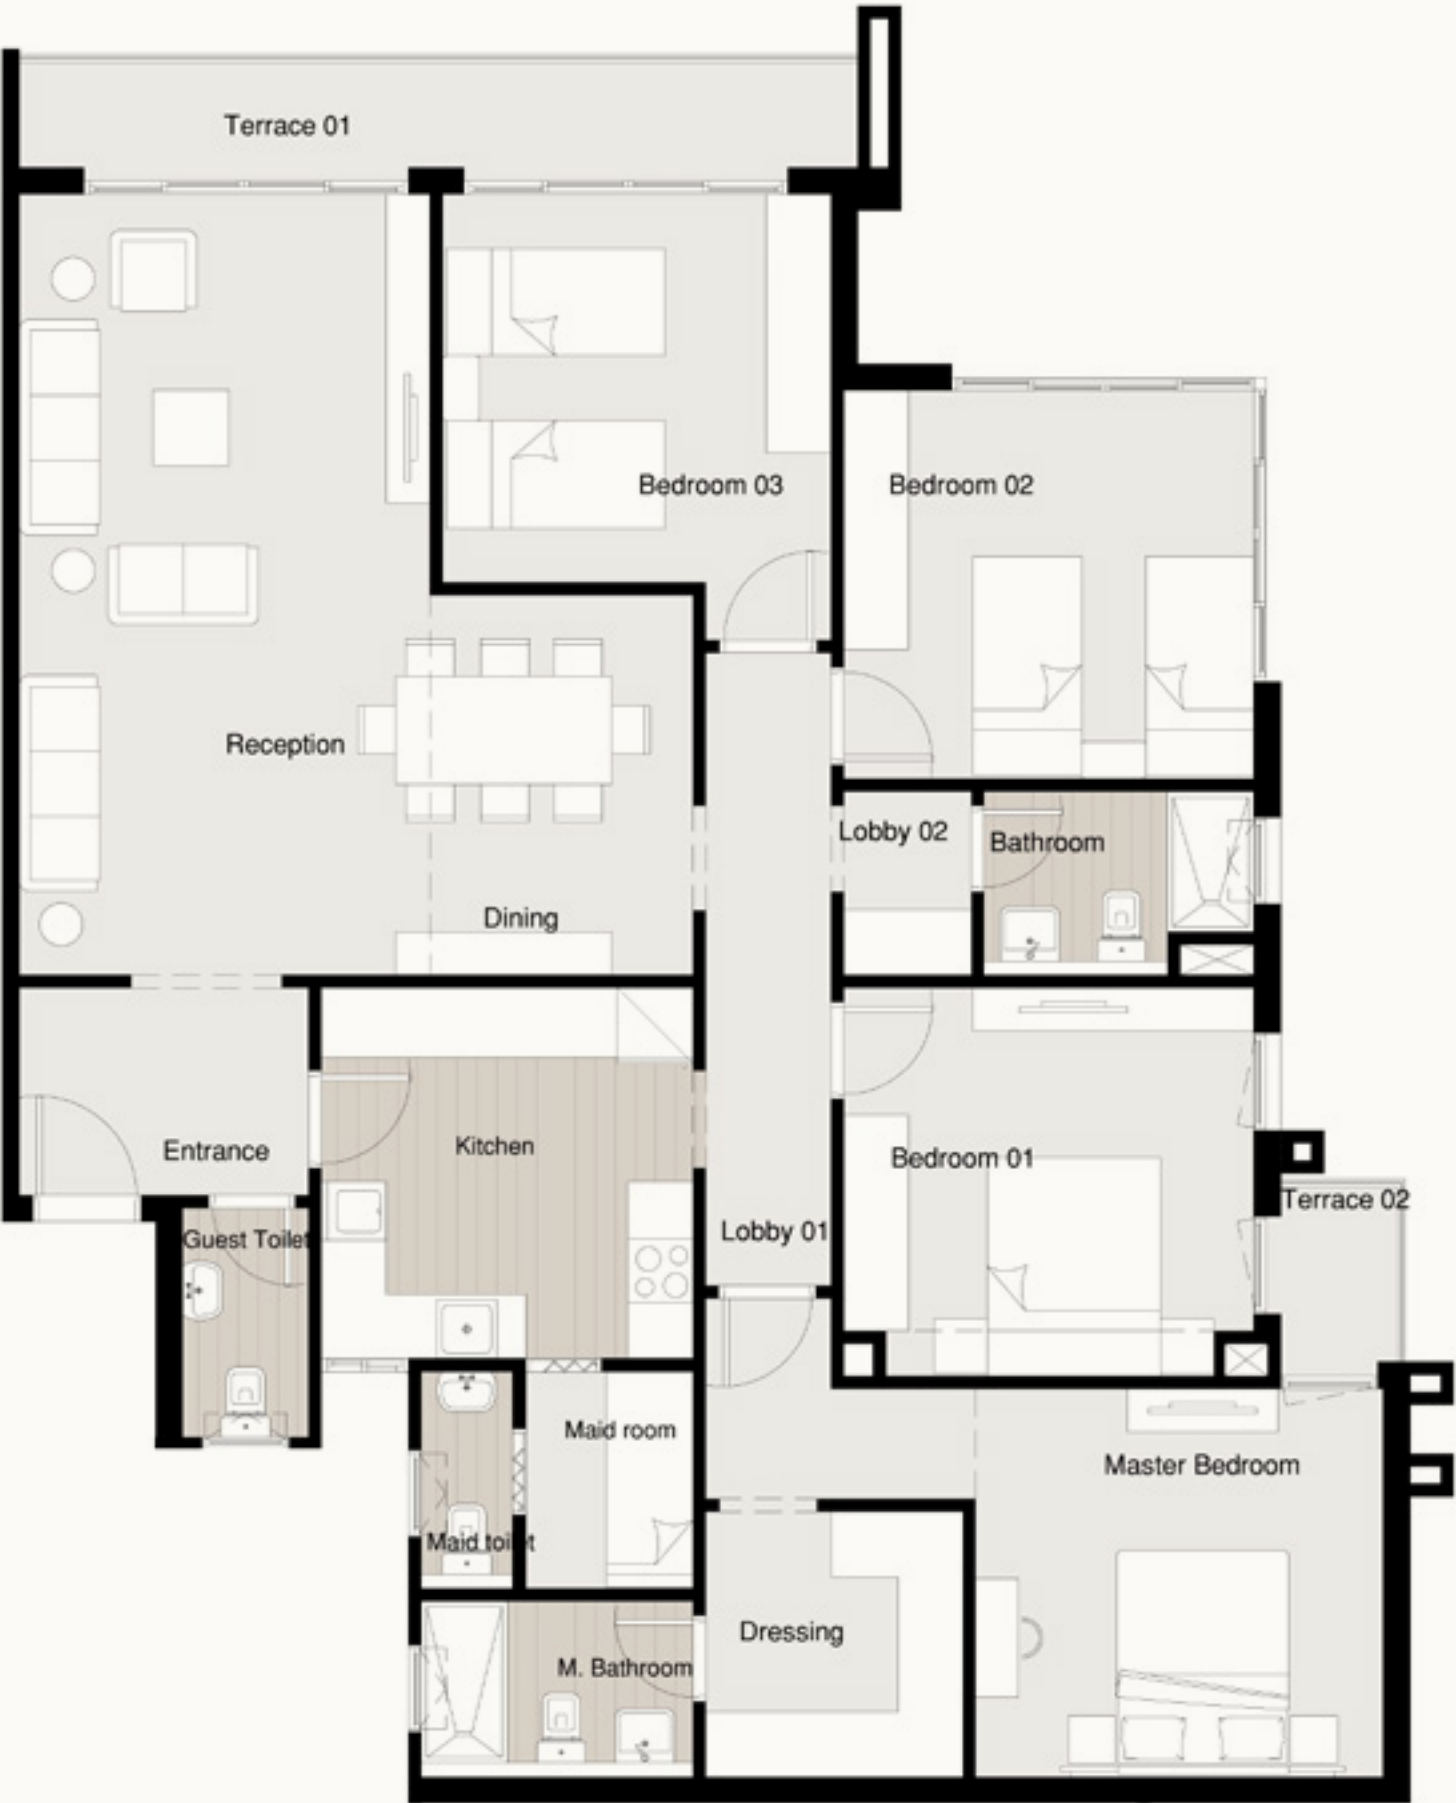 Terrace 01
Bedroom 03
Bedroom 02
Reception
Lobby 02
Bathroom
Dining
Entrance
Kitchen
Bedroom 01
Terrace 02
Guest Toilet
Lobby 01
Maid room
Master Bedroom
Maid toilet
Dressing
M. Bathroom